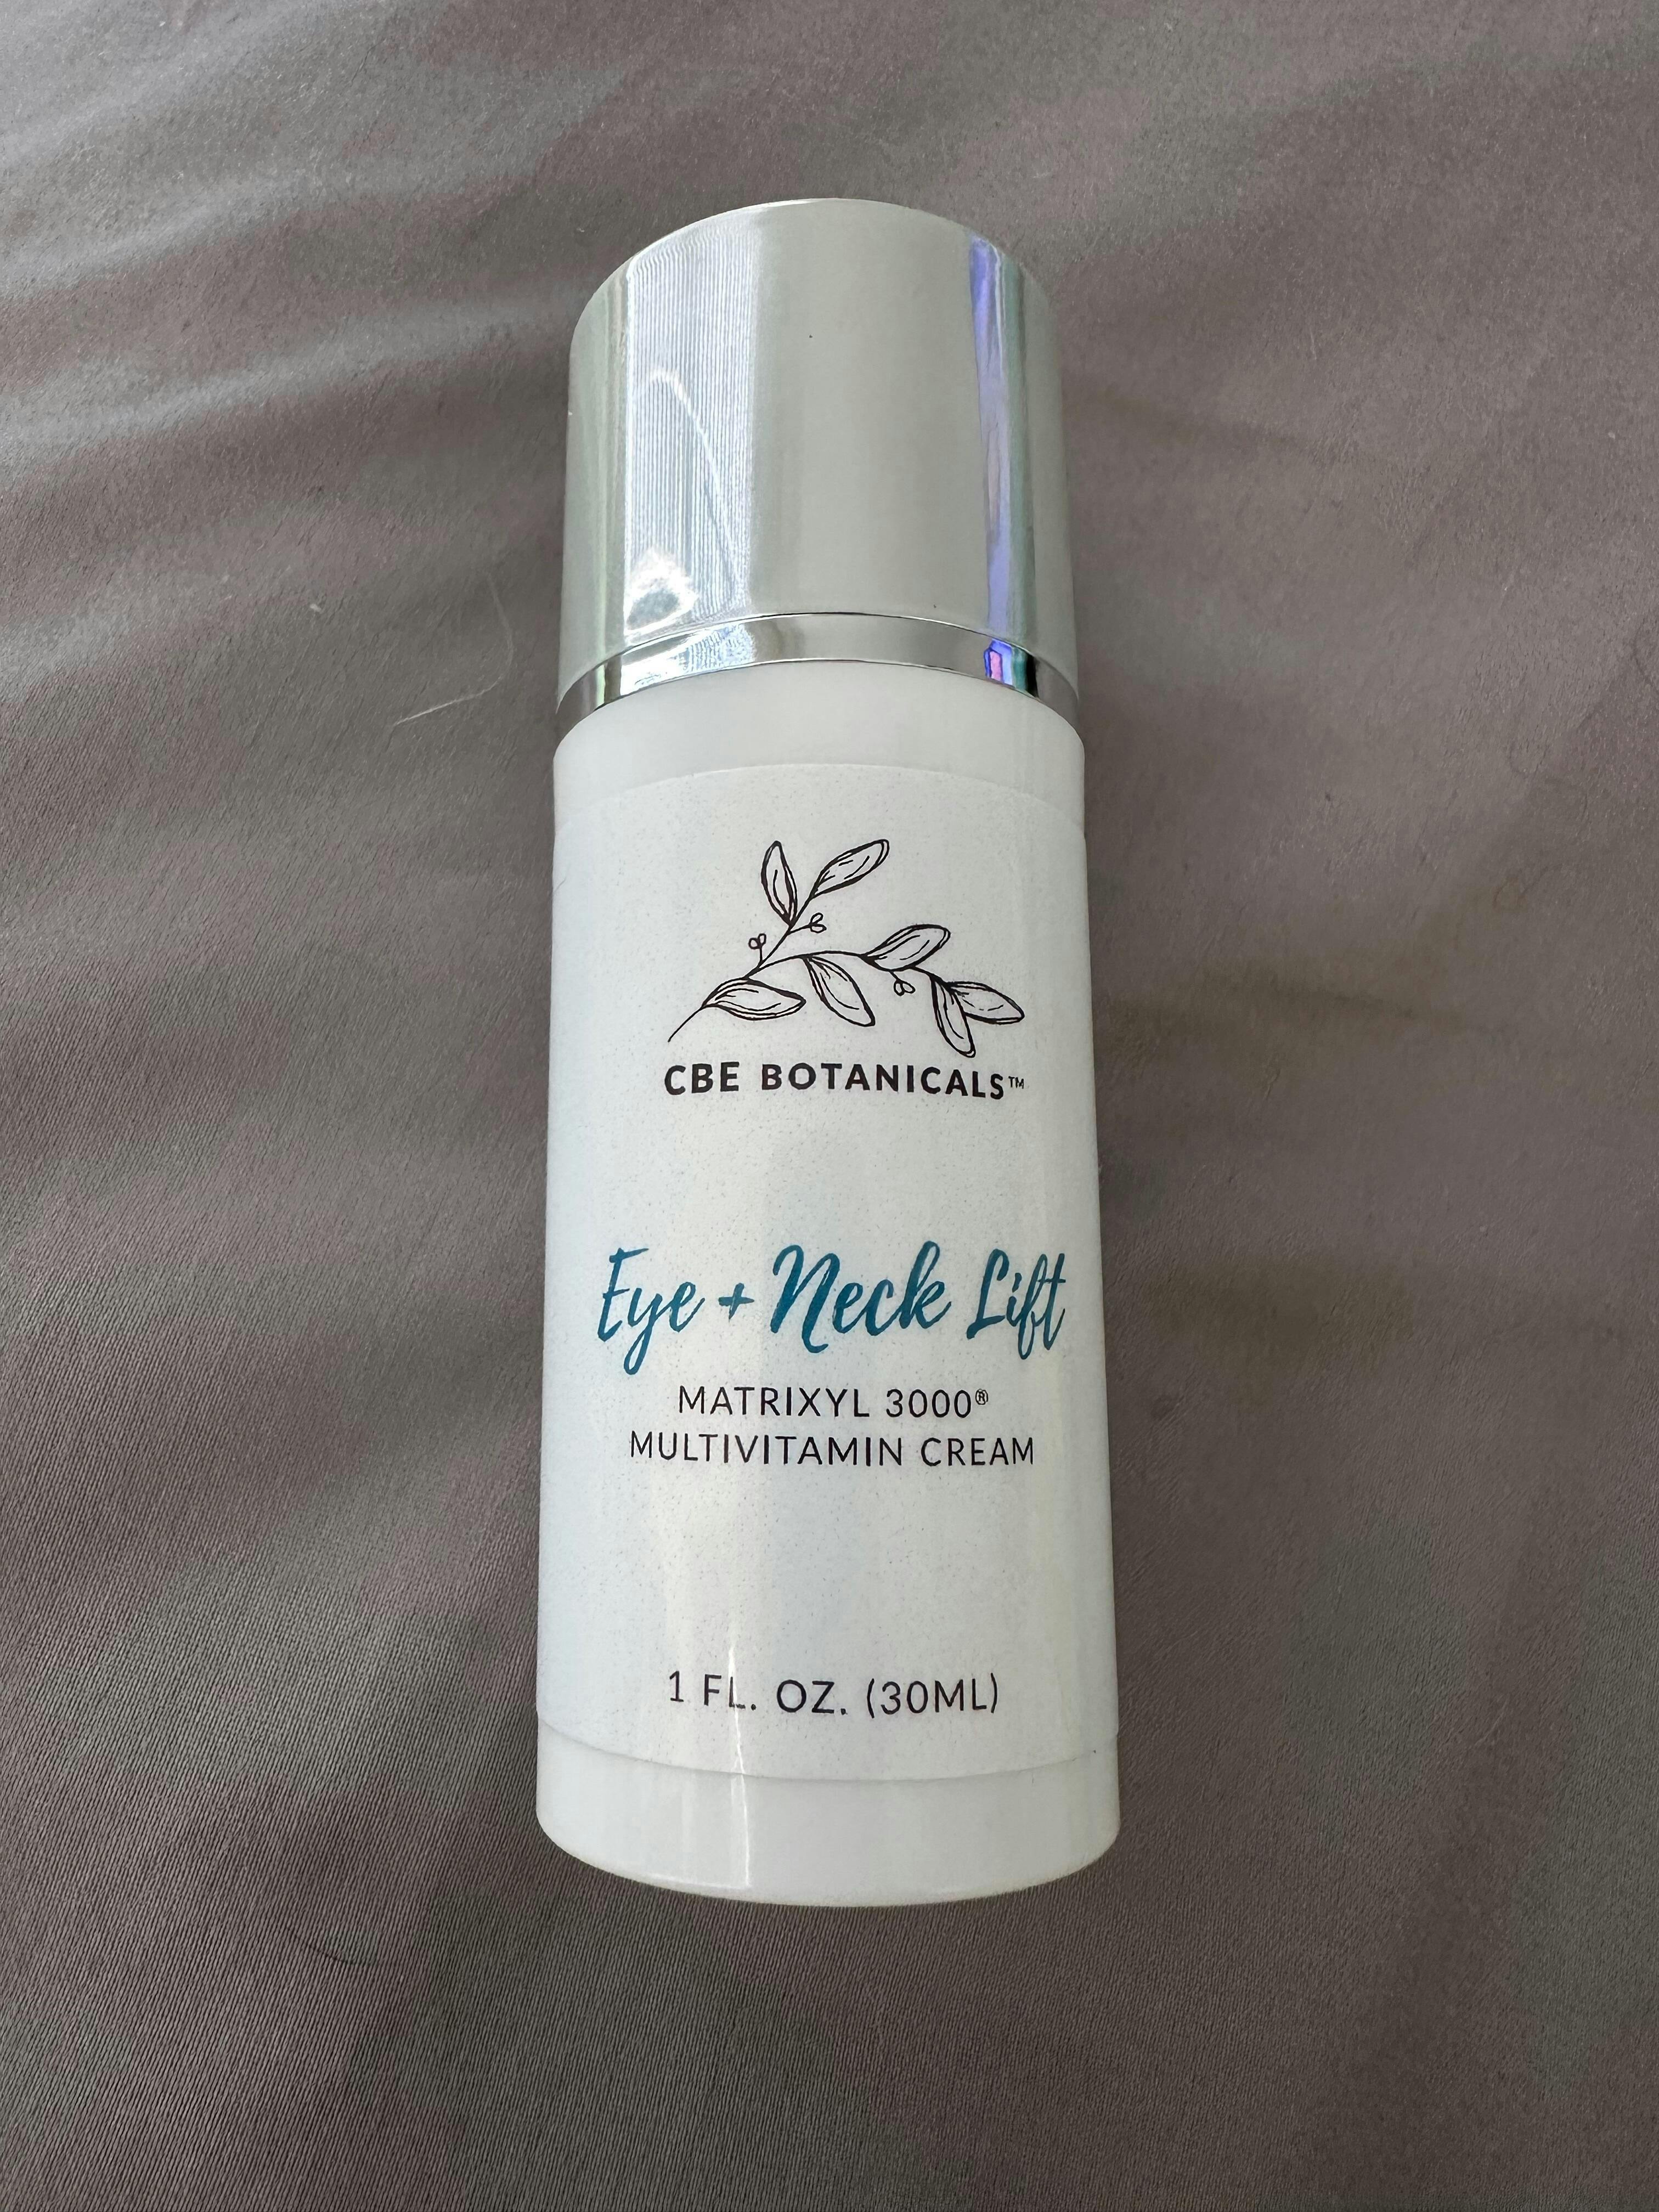 CBE BOTANICALS™
Eye + Neck Lift
MATRIXYL 3000®
MULTIVITAMIN CREAM
1 FL. OZ. (30ML)